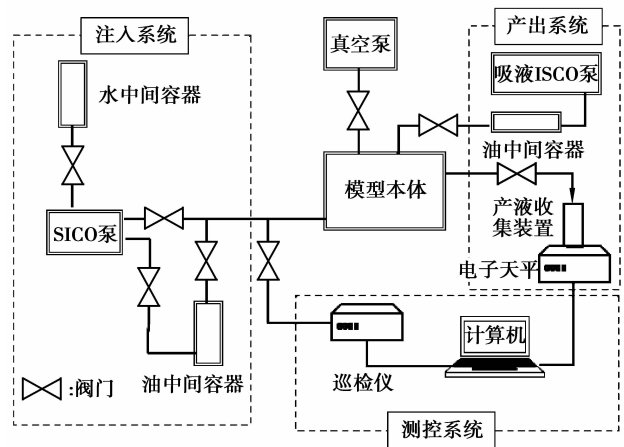 注入系统
水中间容器
SICO泵
油中间容器
:阀门
真空泵
模型本体
产出系统
吸液ISCO泵
油中间容器
产液收
集装置
电子天平
巡检仪
计算机
测控系统